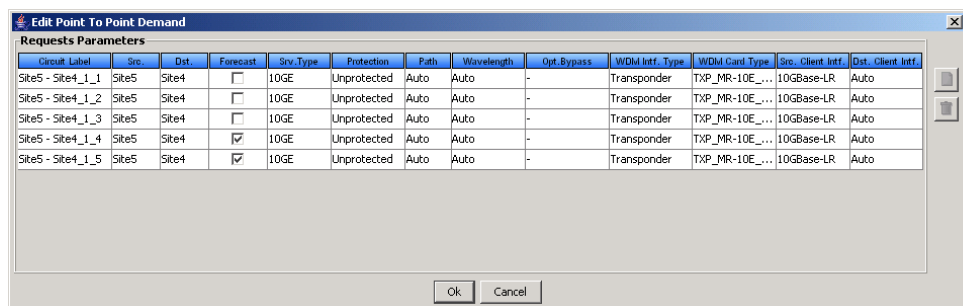 Edit Point To Point Demand
Requests Parameters
Circuit Label Src. Dst. Forecast Srv.Type Protection Path Wavelength Opt.Bypass WDM Intf. Type WDM Card Type Src. Client Intf. Dst. Client Intf.
Site5 - Site4_1_1 Site5 Site4 10GE Unprotected Auto Auto - Transponder TXP_MR-10E_... 10GBase-LR Auto
Site5 - Site4_1_2 Site5 Site4 10GE Unprotected Auto Auto - Transponder TXP_MR-10E_... 10GBase-LR Auto
Site5 - Site4_1_3 Site5 Site4 10GE Unprotected Auto Auto - Transponder TXP_MR-10E_... 10GBase-LR Auto
Site5 - Site4_1_4 Site5 Site4 10GE Unprotected Auto Auto - Transponder TXP_MR-10E_... 10GBase-LR Auto
Site5 - Site4_1_5 Site5 Site4 10GE Unprotected Auto Auto - Transponder TXP_MR-10E_... 10GBase-LR Auto
Ok Cancel